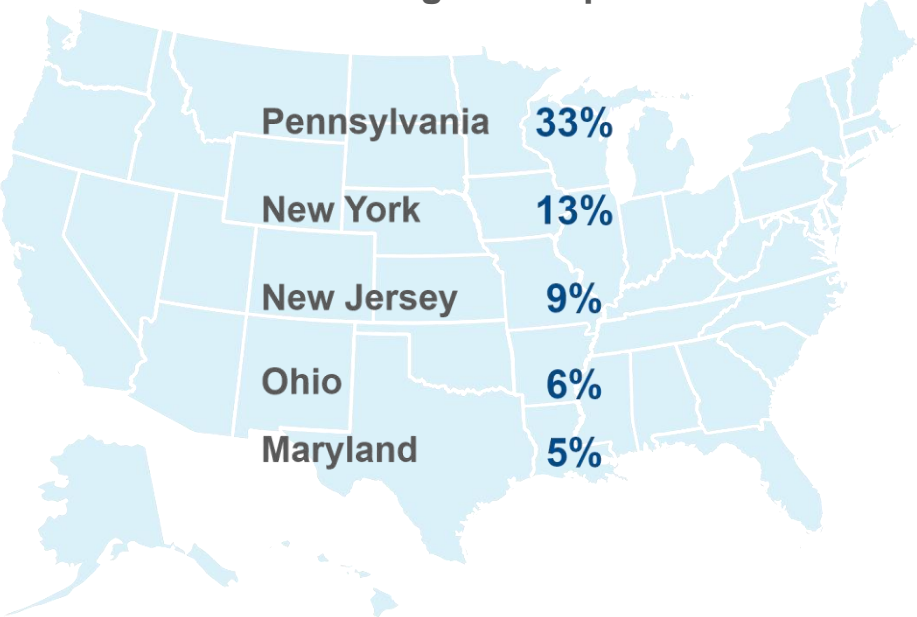 Pennsylvania 33%
New York 13%
New Jersey 9%
Ohio 6%
Maryland 5%